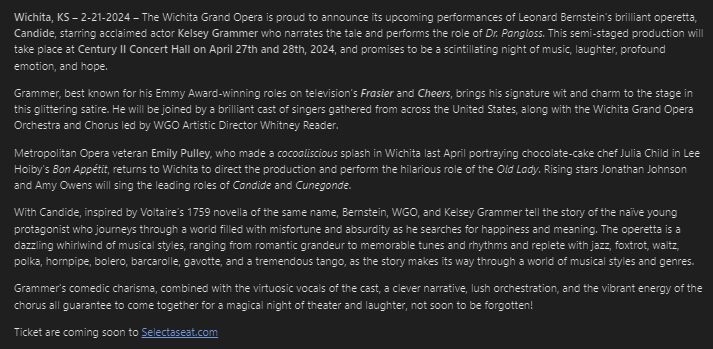 Wichita, KS – 2-21-2024 – The Wichita Grand Opera is proud to announce its upcoming performances of Leonard Bernstein's brilliant operetta,
Candide, starring acclaimed actor Kelsey Grammer who narrates the tale and performs the role of Dr. Pangloss. This semi-staged production will
take place at Century II Concert Hall on April 27th and 28th, 2024, and promises to be a scintillating night of music, laughter, profound
emotion, and hope.
Grammer, best known for his Emmy Award-winning roles on television's Frasier and Cheers, brings his signature wit and charm to the stage in
this glittering satire. He will be joined by a brilliant cast of singers gathered from across the United States, along with the Wichita Grand Opera
Orchestra and Chorus led by WGO Artistic Director Whitney Reader.
Metropolitan Opera veteran Emily Pulley, who made a cocoaliscious splash in Wichita last April portraying chocolate-cake chef Julia Child in Lee
Hoiby's Bon Appétit, returns to Wichita to direct the production and perform the hilarious role of the Old Lady. Rising stars Jonathan Johnson
and Amy Owens will sing the leading roles of Candide and Cunegonde.
With Candide, inspired by Voltaire's 1759 novella of the same name, Bernstein, WGO, and Kelsey Grammer tell the story of the naïve young
protagonist who journeys through a world filled with misfortune and absurdity as he searches for happiness and meaning. The operetta is a
dazzling whirlwind of musical styles, ranging from romantic grandeur to memorable tunes and rhythms and replete with jazz, foxtrot, waltz,
polka, hornpipe, bolero, barcarolle, gavotte, and a tremendous tango, as the story makes its way through a world of musical styles and genres.
Grammer's comedic charisma, combined with the virtuosic vocals of the cast, a clever narrative, lush orchestration, and the vibrant energy of the
chorus all guarantee to come together for a magical night of theater and laughter, not soon to be forgotten!
Ticket are coming soon to Selectaseat.com